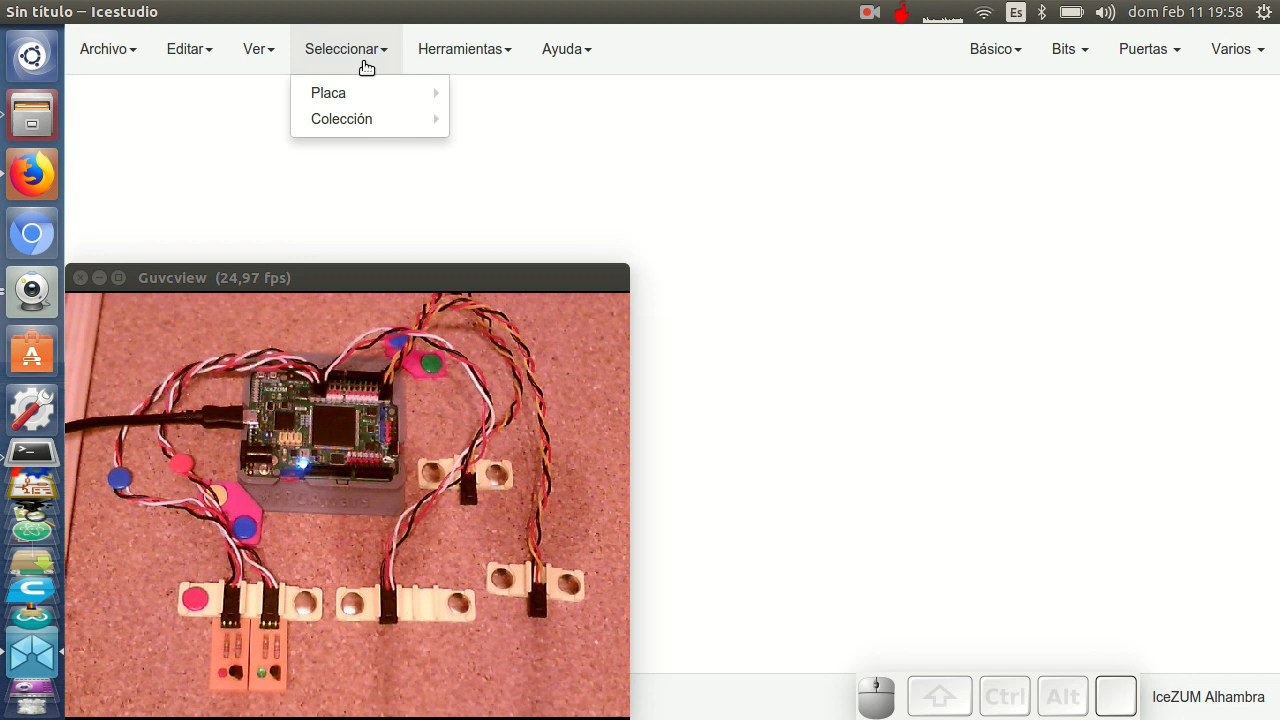 Sin título — Icestudio
Es
dom feb 11 19:58
Archivo Editar Ver Seleccionar Herramientas Ayuda Básico Bits Puertas Varios
Placa
Colección
Guvcview (24,97 fps)
Ctrl Alt
IceZUM Alhambra